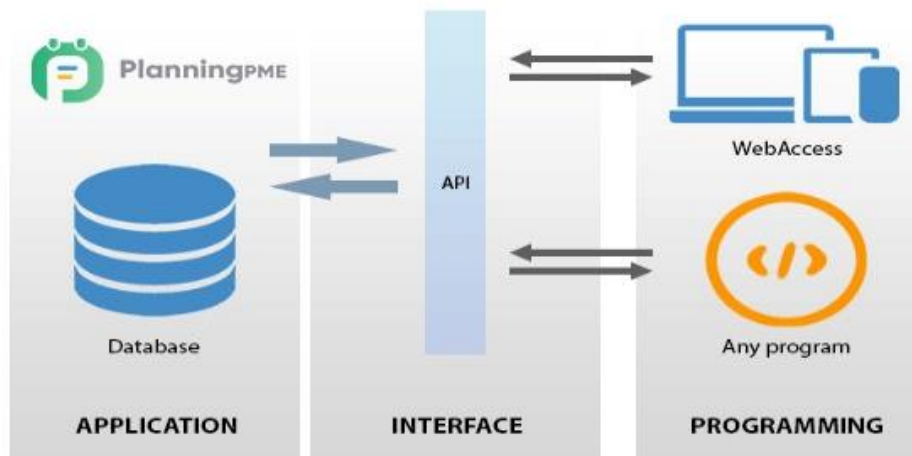 PlanningPME
API
WebAccess
</>
Database
Any program
APPLICATION
INTERFACE
PROGRAMMING